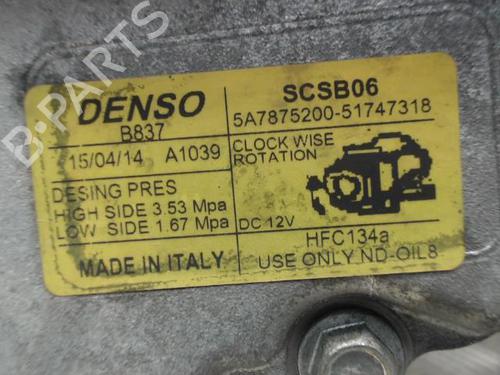 DENSO
B837
15/04/14 A1039
DESING PRES
HIGH SIDE 3.53 Mpa
LOW SIDE 1.67 Mpa
MADE IN ITALY
SCSB06
5A7875200-51747318
CLOCK WISE
ROTATION
DC 12V
HFC134a
USE ONLY ND-OIL8
B-PARTS